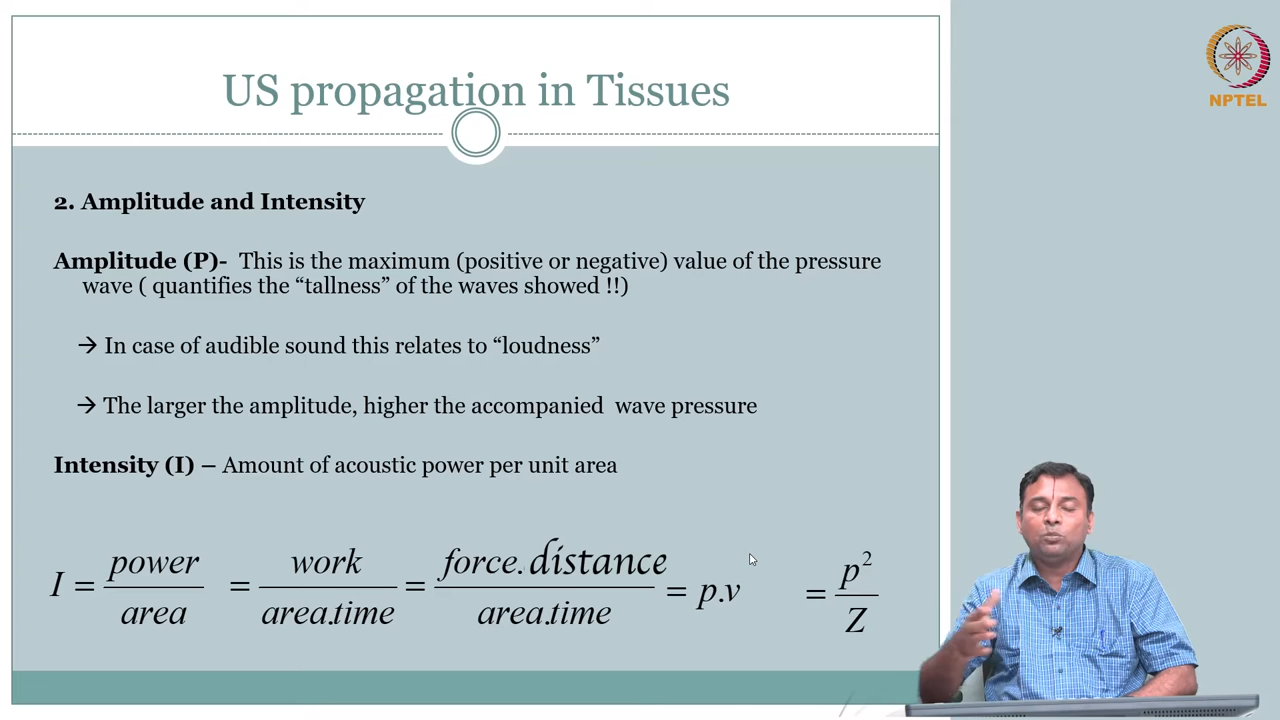 US propagation in Tissues
NPTEL
2. Amplitude and Intensity
Amplitude (P)- This is the maximum (positive or negative) value of the pressure
wave ( quantifies the “tallness” of the waves showed !!)
→ In case of audible sound this relates to “loudness”
→ The larger the amplitude, higher the accompanied wave pressure
Intensity (I) – Amount of acoustic power per unit area
I = power/area = work/area.time = force.distance/area.time = p.v = p²/Z